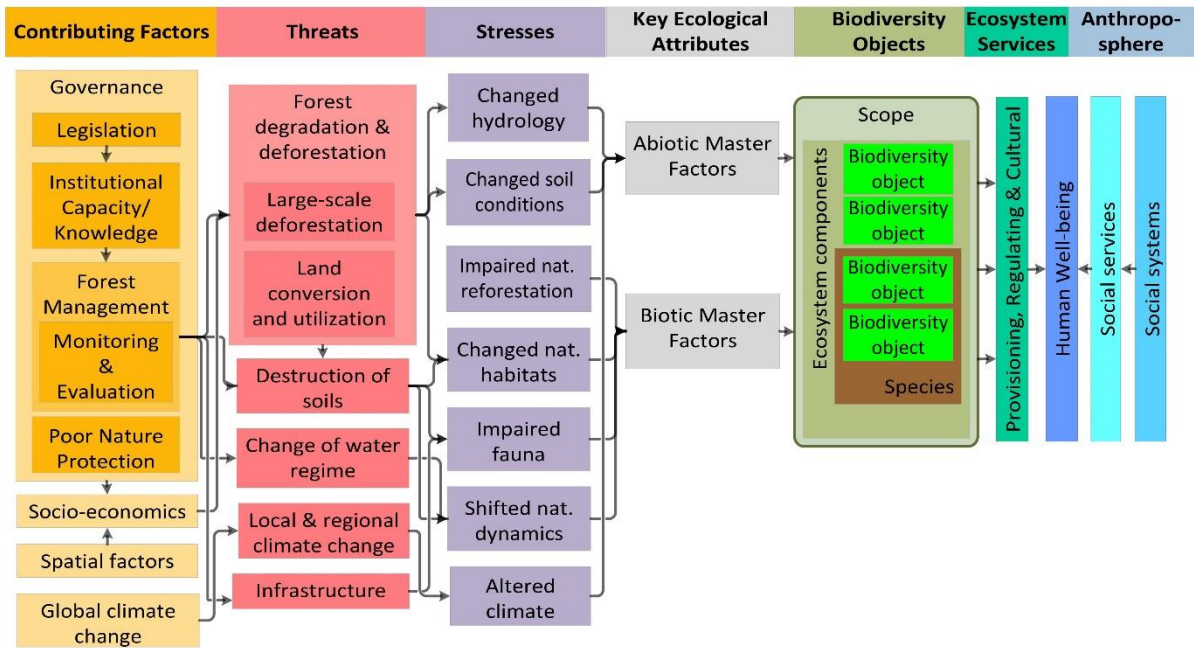 Contributing Factors
Threats
Stresses
Key Ecological
Attributes
Biodiversity
Objects
Ecosystem
Services
Anthropo-
sphere
Governance
Legislation
Institutional
Capacity/
Knowledge
Forest
Management
Monitoring
&
Evaluation
Poor Nature
Protection
Socio-economics
Spatial factors
Global climate
change
Forest
degradation &
deforestation
Large-scale
deforestation
Land
conversion
and utilization
Destruction of
soils
Change of water
regime
Local & regional
climate change
Infrastructure
Changed
hydrology
Changed soil
conditions
Impaired nat.
reforestation
Changed nat.
habitats
Impaired
fauna
Shifted nat.
dynamics
Altered
climate
Abiotic Master
Factors
Biotic Master
Factors
Scope
Ecosystem components
Biodiversity
object
Biodiversity
object
Biodiversity
object
Biodiversity
object
Species
Provisioning, Regulating & Cultural
Human Well-being
Social services
Social systems